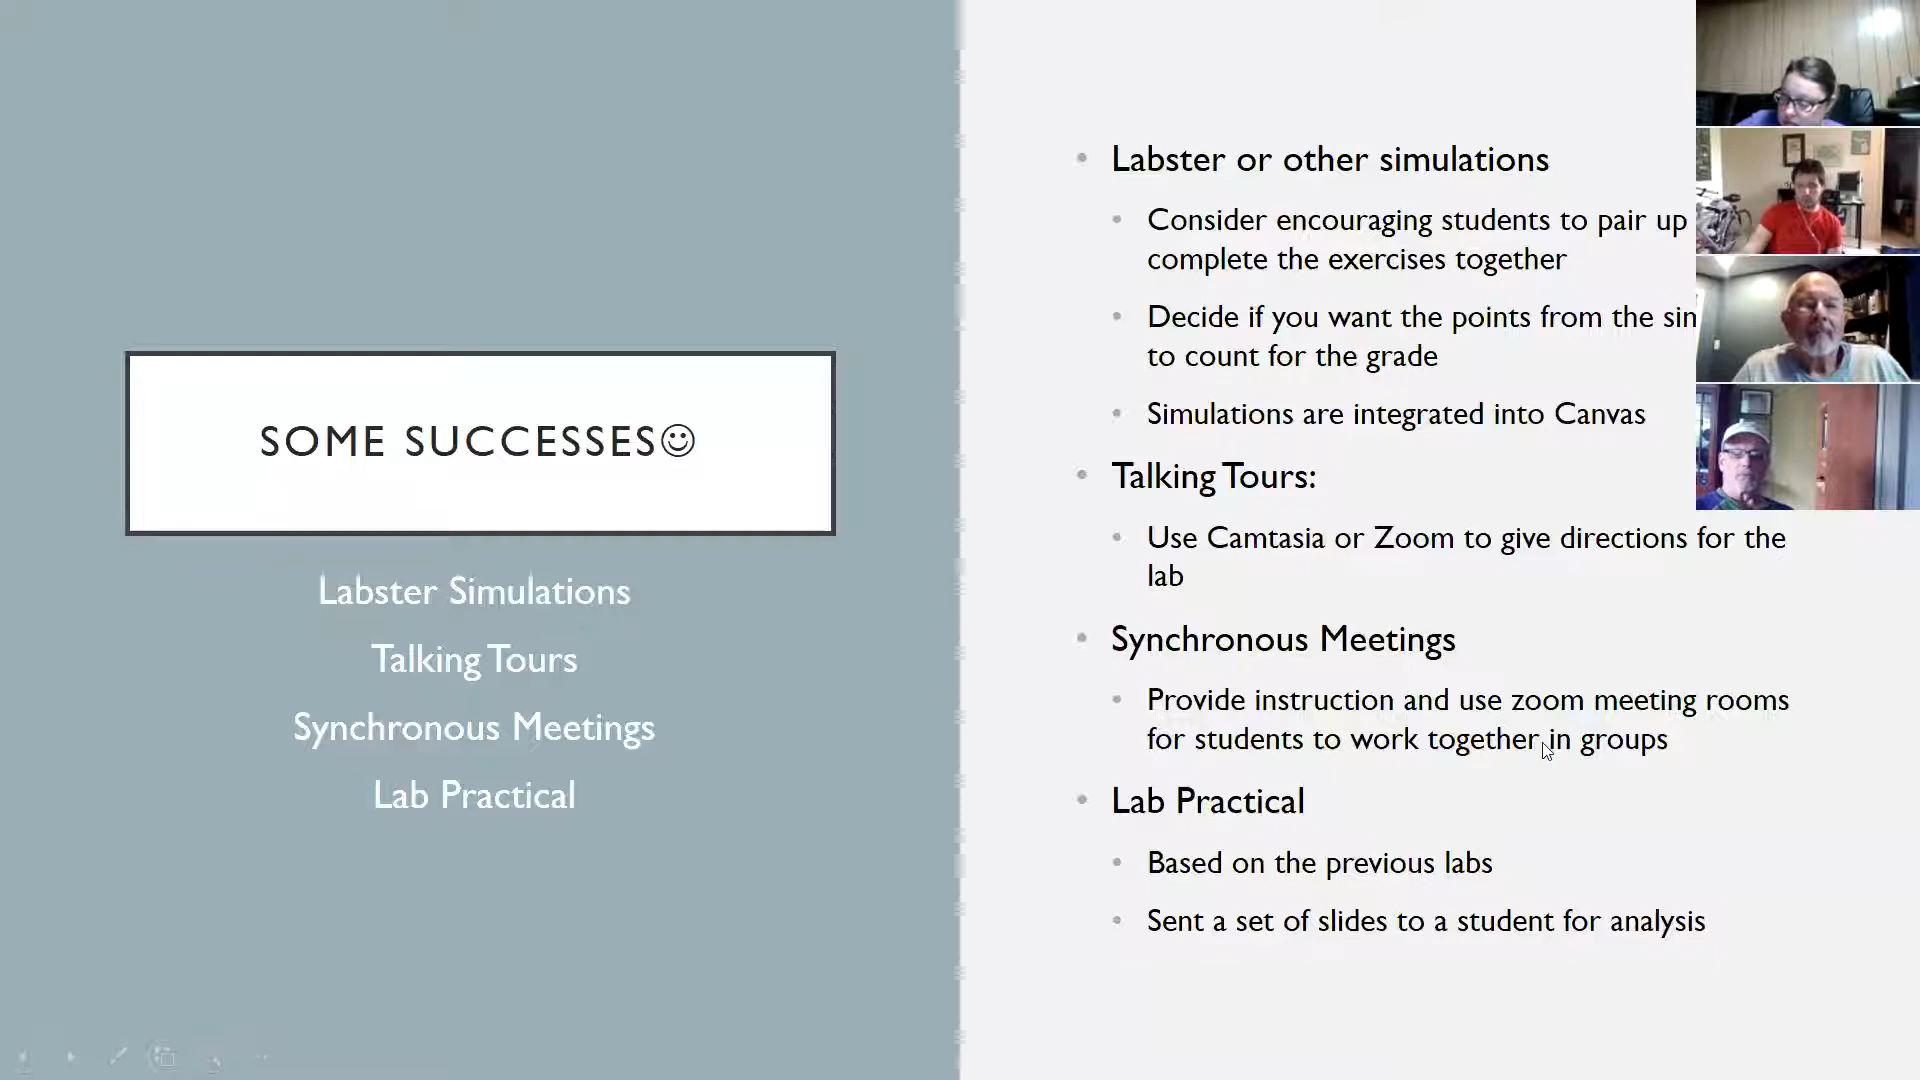 SOME SUCCESSES☺
Labster Simulations
Talking Tours
Synchronous Meetings
Lab Practical
Labster or other simulations
Consider encouraging students to pair up
complete the exercises together
Decide if you want the points from the
to count for the grade
Simulations are integrated into Canvas
Talking Tours:
Use Camtasia or Zoom to give directions for the
lab
Synchronous Meetings
Provide instruction and use zoom meeting rooms
for students to work together in groups
Lab Practical
Based on the previous labs
Sent a set of slides to a student for analysis